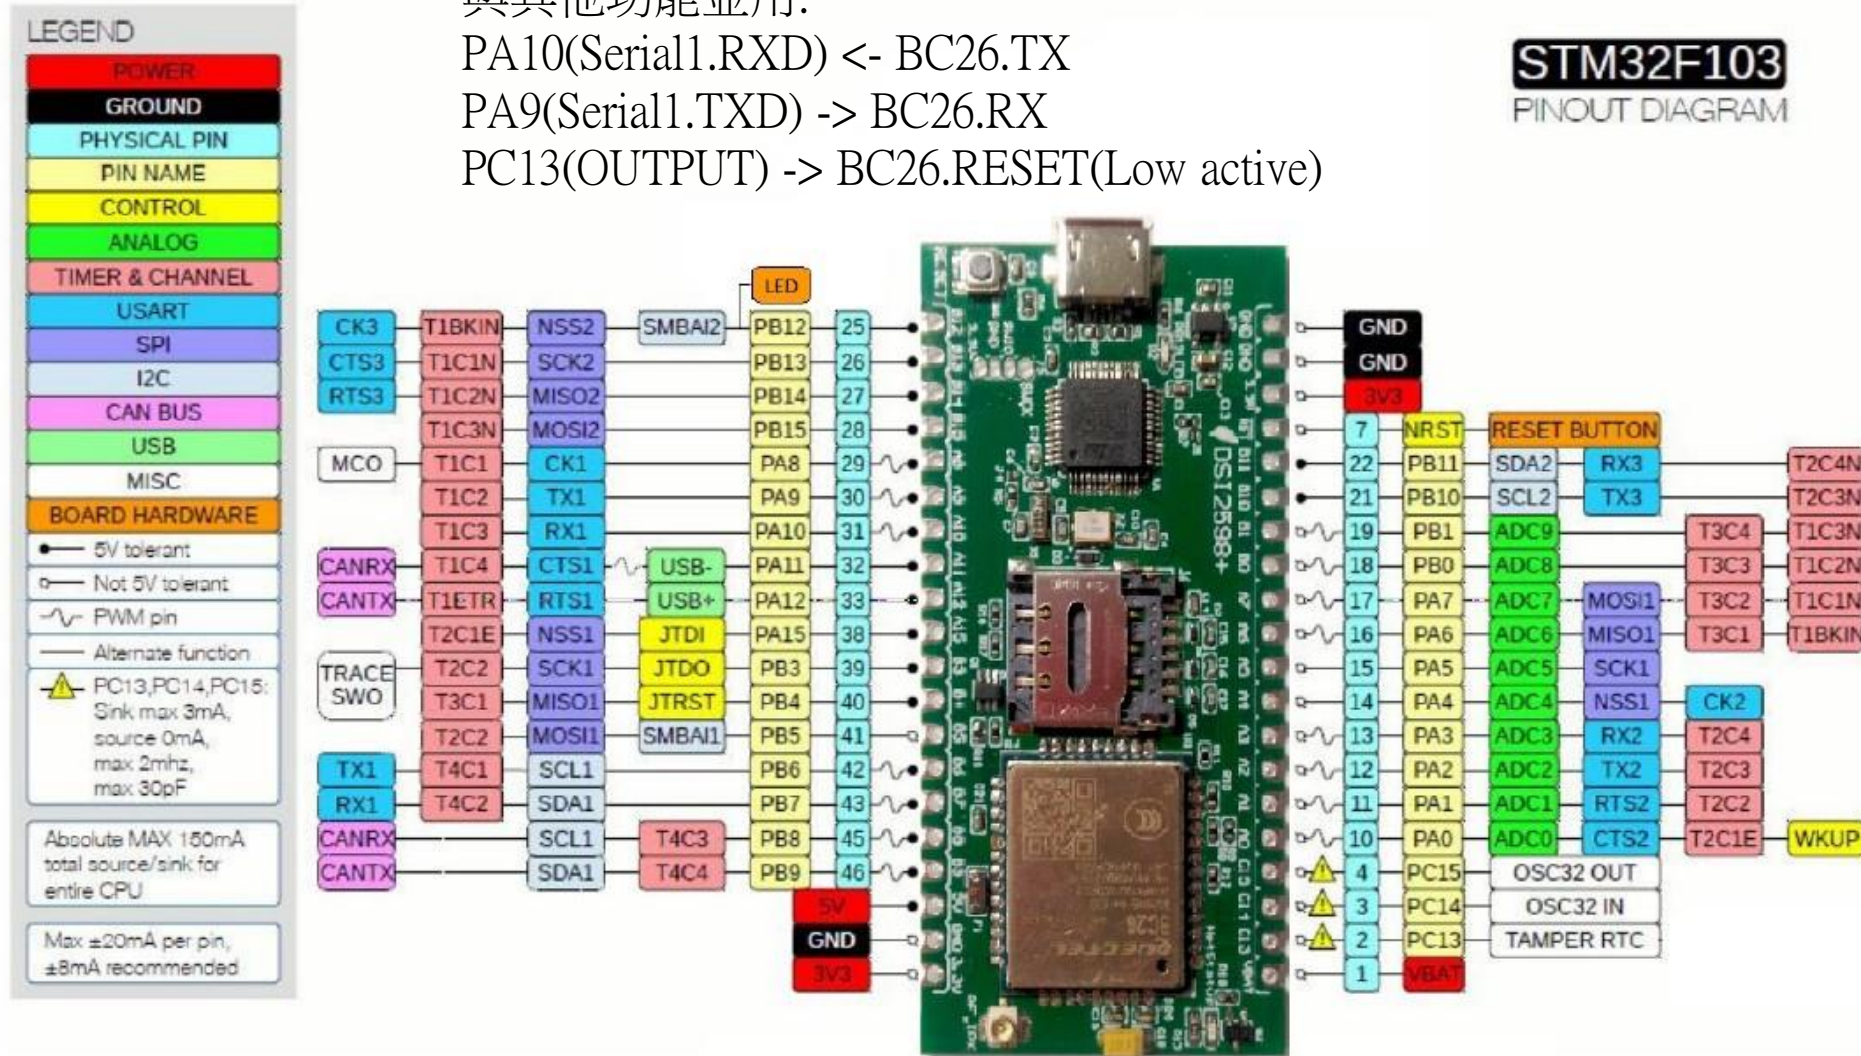 與其他功能並用:
PA10(Serial1.RXD) <- BC26.TX
PA9(Serial1.TXD) -> BC26.RX
PC13(OUTPUT) -> BC26.RESET(Low active)
STM32F103
PINOUT DIAGRAM
LEGEND
POWER
GROUND
PHYSICAL PIN
PIN NAME
CONTROL
ANALOG
TIMER & CHANNEL
USART
SPI
I2C
CAN BUS
USB
MISC
BOARD HARDWARE
5V tolerant
Not 5V tolerant
PWM pin
Alternate function
PC13,PC14,PC15:
Sink max 3mA,
source 0mA,
max 2mhz,
max 30pF
Absolute MAX 150mA
total source/sink for
entire CPU
Max ±20mA per pin,
±8mA recommended
LED
CK3 T1BKIN NSS2 SMBAI2 PB12 25
CTS3 T1C1N SCK2 PB13 26
RTS3 T1C2N MISO2 PB14 27
T1C3N MOSI2 PB15 28
MCO T1C1 CK1 PA8 29
T1C2 TX1 PA9 30
T1C3 RX1 PA10 31
CANRX T1C4 CTS1 USB- PA11 32
CANTX T1ETR RTS1 USB+ PA12 33
T2C1E NSS1 JTDI PA15 38
TRACE SWO T2C2 SCK1 JTDO PB3 39
T3C1 MISO1 JTRST PB4 40
T2C2 MOSI1 SMBAI1 PB5 41
TX1 T4C1 SCL1 PB6 42
RX1 T4C2 SDA1 PB7 43
CANRX SCL1 T4C3 PB8 45
CANTX SDA1 T4C4 PB9 46
5V
GND
3V3
DSI2598+
BC26
QUECTEL
GND
GND
3V3
7 NRST RESET BUTTON
22 PB11 SDA2 RX3 T2C4N
21 PB10 SCL2 TX3 T2C3N
19 PB1 ADC9 T3C4 T1C3N
18 PB0 ADC8 T3C3 T1C2N
17 PA7 ADC7 MOSI1 T3C2 T1C1N
16 PA6 ADC6 MISO1 T3C1 T1BKIN
15 PA5 ADC5 SCK1
14 PA4 ADC4 NSS1 CK2
13 PA3 ADC3 RX2 T2C4
12 PA2 ADC2 TX2 T2C3
11 PA1 ADC1 RTS2 T2C2
10 PA0 ADC0 CTS2 T2C1E WKUP
4 PC15 OSC32 OUT
3 PC14 OSC32 IN
2 PC13 TAMPER RTC
1 VBAT